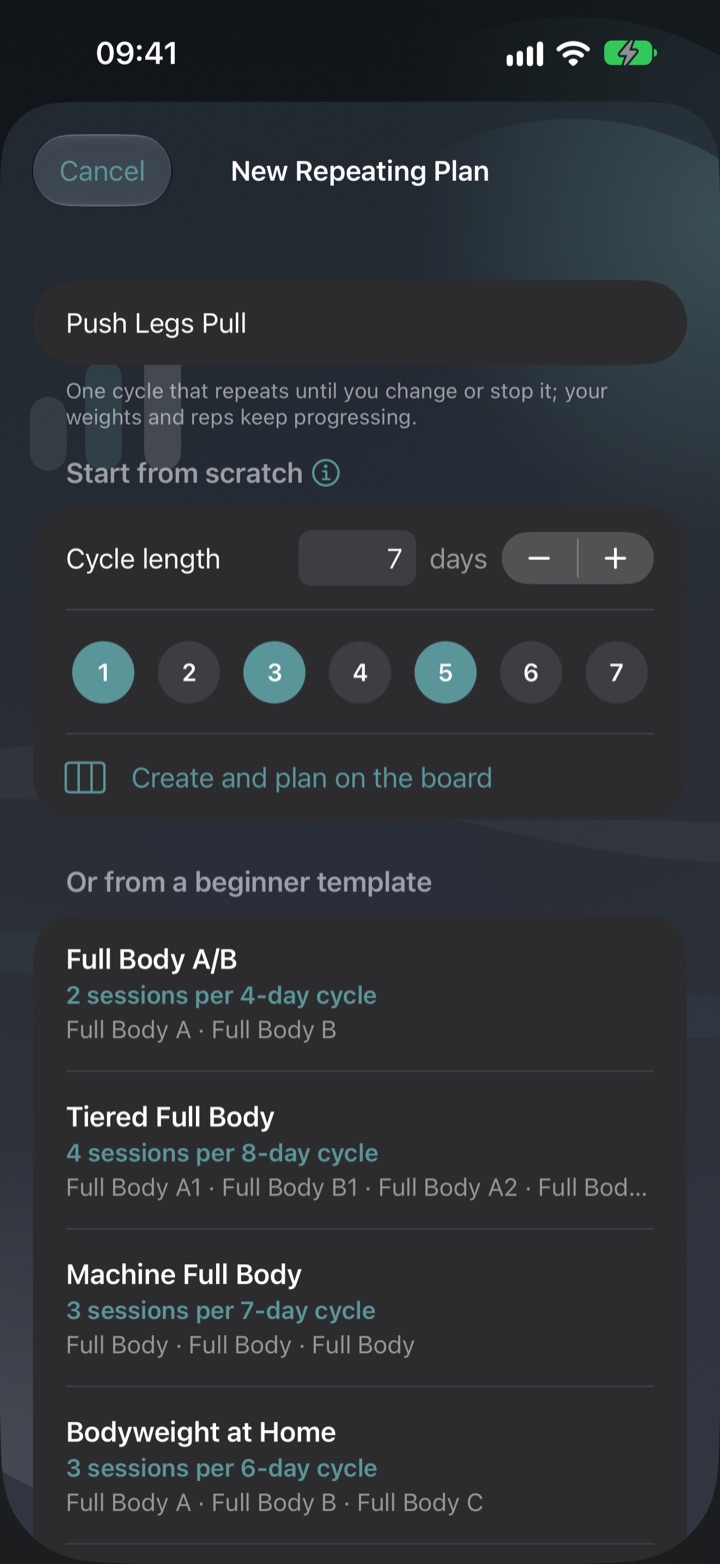 09:41
Cancel
New Repeating Plan
Push Legs Pull
One cycle that repeats until you change or stop it; your
weights and reps keep progressing.
Start from scratch
Cycle length 7 days − +
1 2 3 4 5 6 7
Create and plan on the board
Or from a beginner template
Full Body A/B
2 sessions per 4-day cycle
Full Body A · Full Body B
Tiered Full Body
4 sessions per 8-day cycle
Full Body A1 · Full Body B1 · Full Body A2 · Full Bod...
Machine Full Body
3 sessions per 7-day cycle
Full Body · Full Body · Full Body
Bodyweight at Home
3 sessions per 6-day cycle
Full Body A · Full Body B · Full Body C